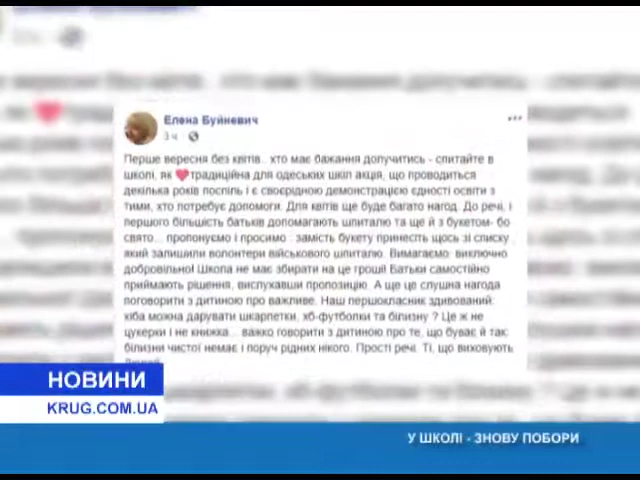 Елена Буйневич
3 ч
Перше вересня без квітів.. хто має бажання долучитись - спитайте в
школі, як ❤традиційна для одеських шкіл акція, що проводиться
декілька років поспіль і є своєрідною демонстрацією єдності освіти з
тими, хто потребує допомоги. Для квітів ще буде багато нагод. До речі, і
першого більшість батьків допомагають шпиталю та ще й з букетом- бо
свято... пропонуємо і просимо : замість букету принесть щось зі списку ,
який залишили волонтери військового шпиталю. Вимагаємо: виключно
добровільно! Школа не має збирати на це гроші! Батьки самостійно
приймають рішення, вислухавши пропозицію. А ще це слушна нагода
поговорити з дитиною про важливе. Наш першокласник здивований:
хіба можна дарувати шкарпетки, хб-футболки та білизну ? Це ж не
цукерки і не книжка... важко говорити з дитиною про те, що буває й так:
білизни чистої немає і поруч рідних нікого. Прості речі. Ті, що виховують
НОВИНИ
KRUG.COM.UA
У ШКОЛІ - ЗНОВУ ПОБОРИ